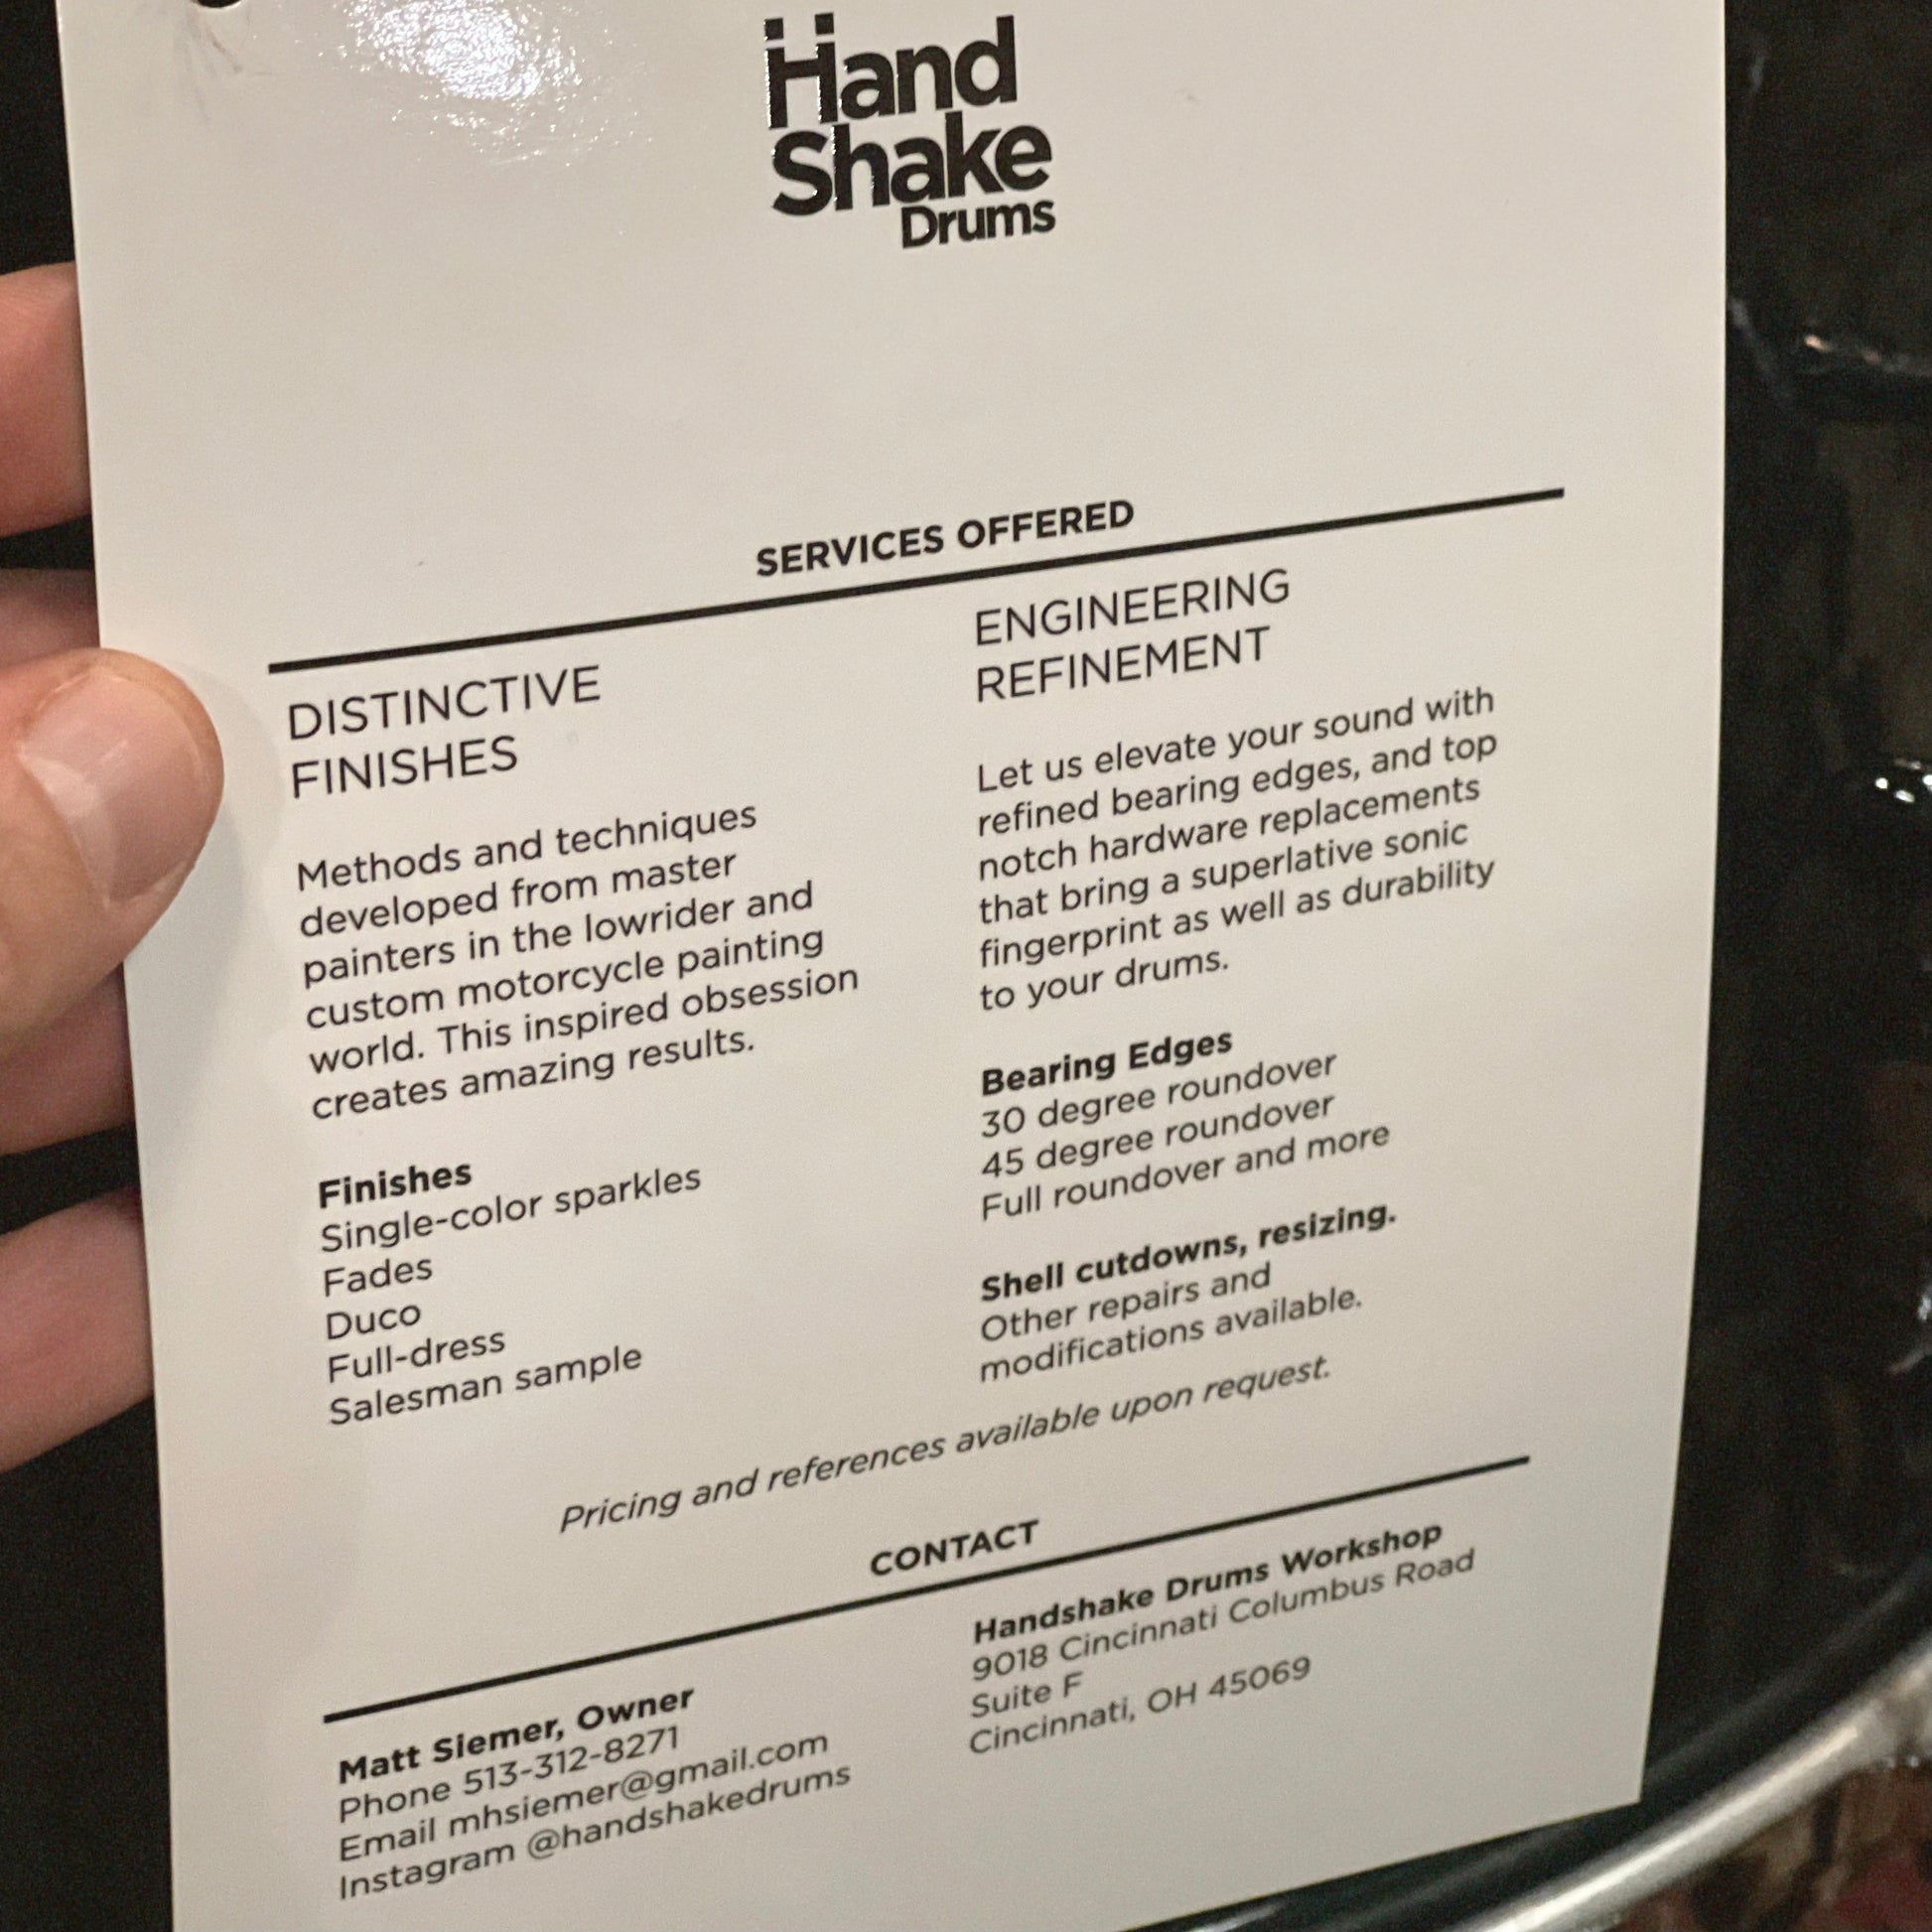 Hand
Shake
Drums
SERVICES OFFERED
DISTINCTIVE
FINISHES
Methods and techniques
developed from master
painters in the lowrider and
custom motorcycle painting
world. This inspired obsession
creates amazing results.
Finishes
Single-color sparkles
Fades
Duco
Full-dress
Salesman sample
ENGINEERING
REFINEMENT
Let us elevate your sound with
refined bearing edges, and top
notch hardware replacements
that bring a superlative sonic
fingerprint as well as durability
to your drums.
Bearing Edges
30 degree roundover
45 degree roundover
Full roundover and more
Shell cutdowns, resizing.
Other repairs and
modifications available.
Pricing and references available upon request.
CONTACT
Matt Siemer, Owner
Phone 513-312-8271
Email mhsiemer@gmail.com
Instagram @handshakedrums
Handshake Drums Workshop
9018 Cincinnati Columbus Road
Suite F
Cincinnati, OH 45069